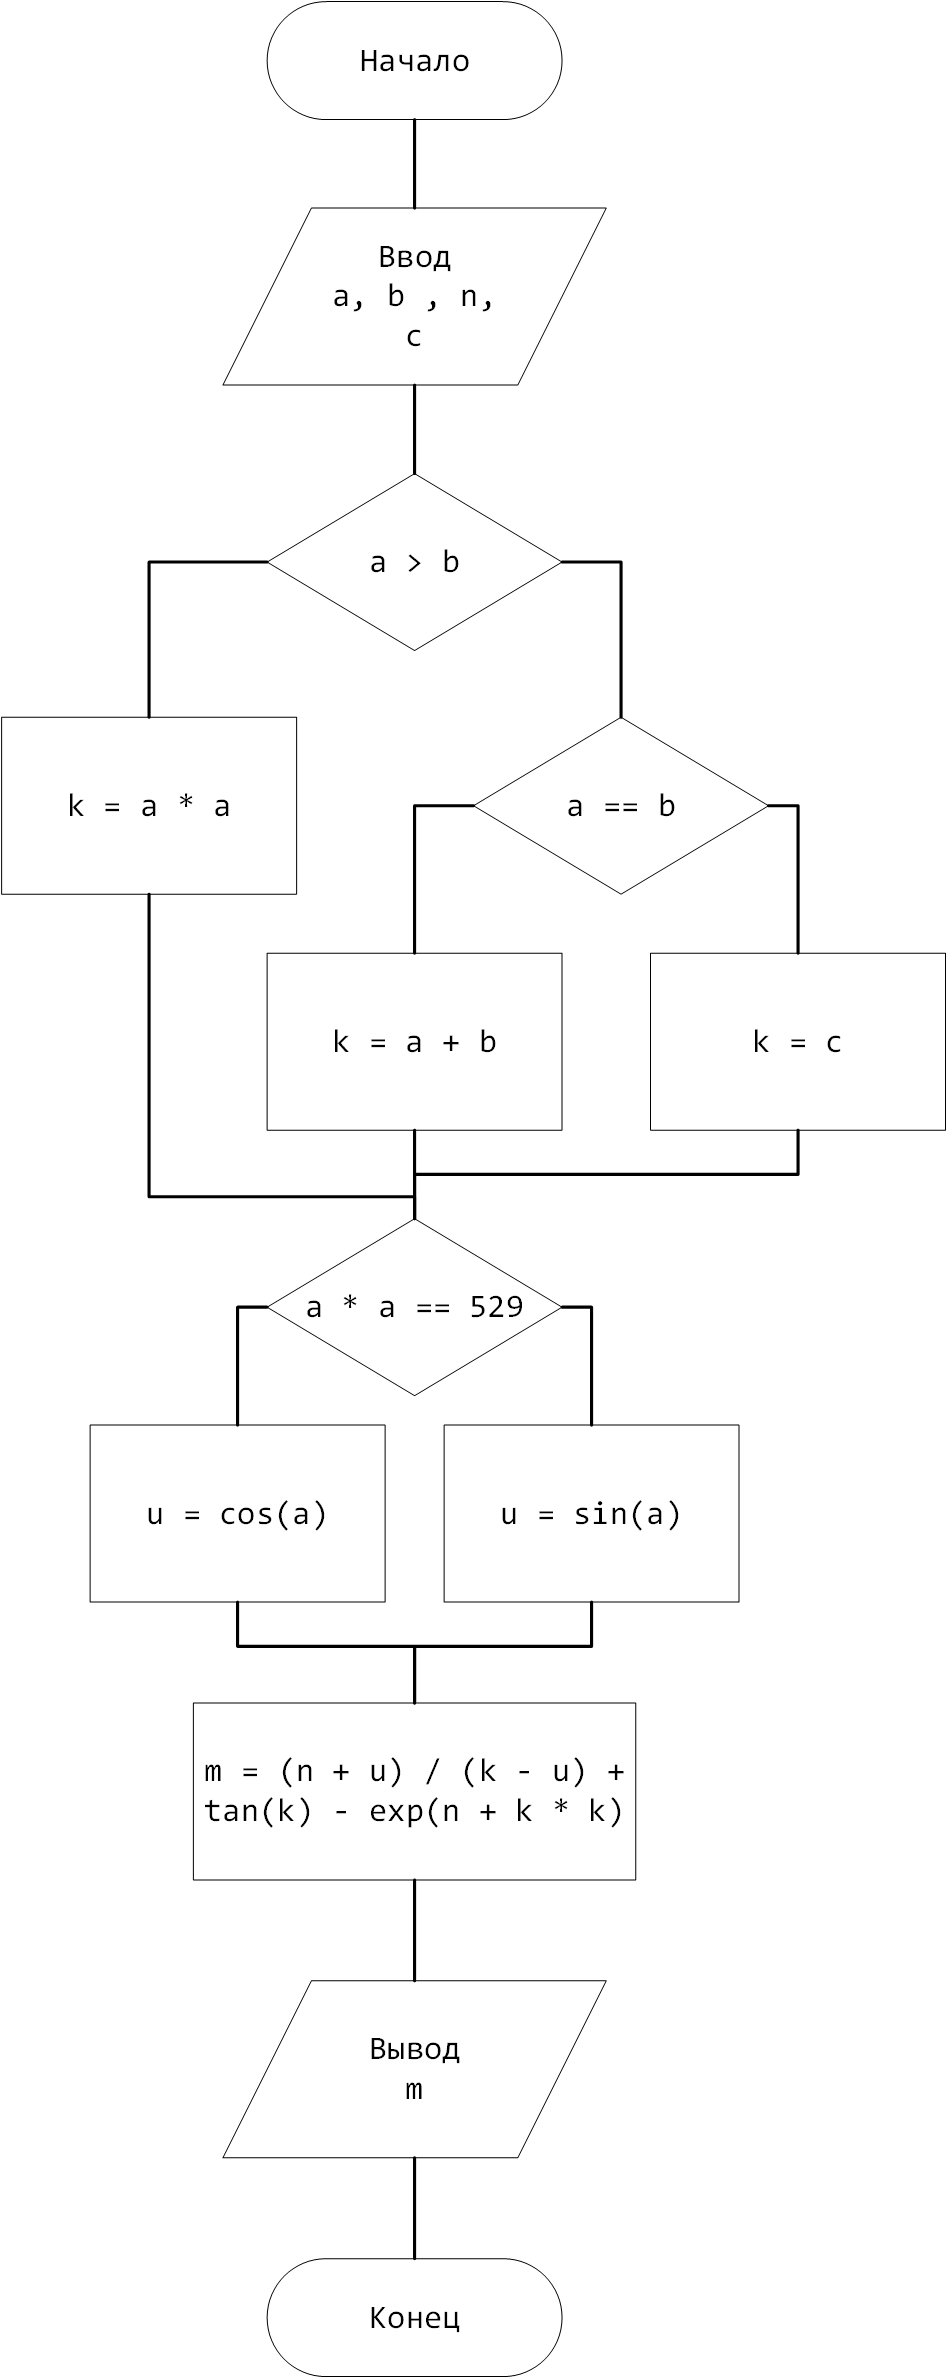 Начало
Ввод
a, b , n,
c
a > b
k = a * a
a == b
k = a + b
k = c
a * a == 529
u = cos(a)
u = sin(a)
m = (n + u) / (k - u) +
tan(k) - exp(n + k * k)
Вывод
m
Конец